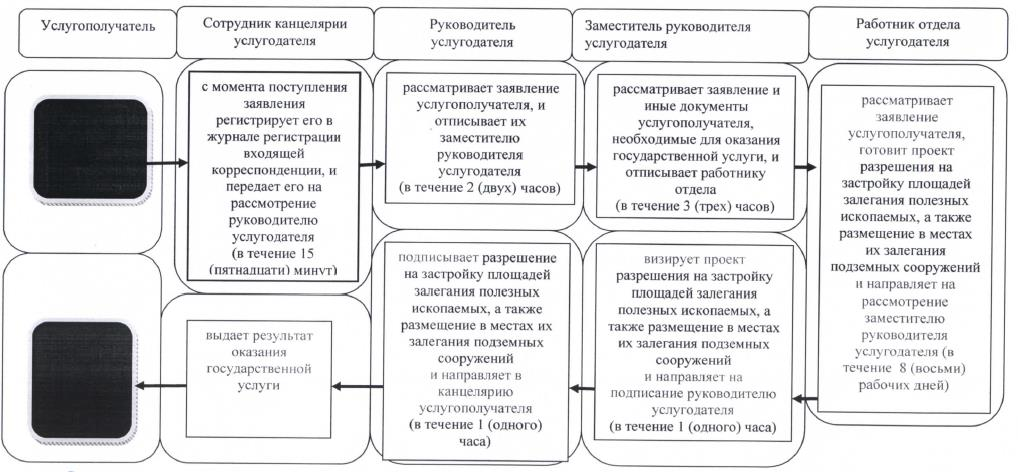 Услугополучатель
Сотрудник канцелярии
услугодателя
Руководитель
услугодателя
Заместитель руководителя
услугодателя
Работник отдела
услугодателя
с момента поступления
заявления
регистрирует его в
журнале регистрации
входящей
корреспонденции, и
передает его на
рассмотрение
руководителю
услугодателя
(в течение 15
(пятнадцати) минут)
рассматривает заявление
услугополучателя, и
отписывает их
заместителю
руководителя
услугодателя
(в течение 2 (двух) часов)
рассматривает заявление и
иные документы
услугополучателя,
необходимые для оказания
государственной услуги, и
отписывает работнику
отдела
(в течение 3 (трех) часов)
рассматривает
заявление
услугополучателя,
готовит проект
разрешения на
застройку площадей
залегания полезных
ископаемых, а также
размещение в местах
их залегания
подземных сооружений
и направляет на
рассмотрение
заместителю
руководителя
услугодателя (в
течение 8 (восьми)
рабочих дней)
визирует проект
разрешения на застройку
площадей залегания
полезных ископаемых, а
также размещение в местах
их залегания подземных
сооружений
и направляет на
подписание руководителю
услугодателя
(в течение 1 (одного) часа)
подписывает разрешение
на застройку площадей
залегания полезных
ископаемых, а также
размещение в местах их
залегания подземных
сооружений
и направляет в
канцелярию
услугополучателя
(в течение 1 (одного)
часа)
выдает результат
оказания
государственной
услуги